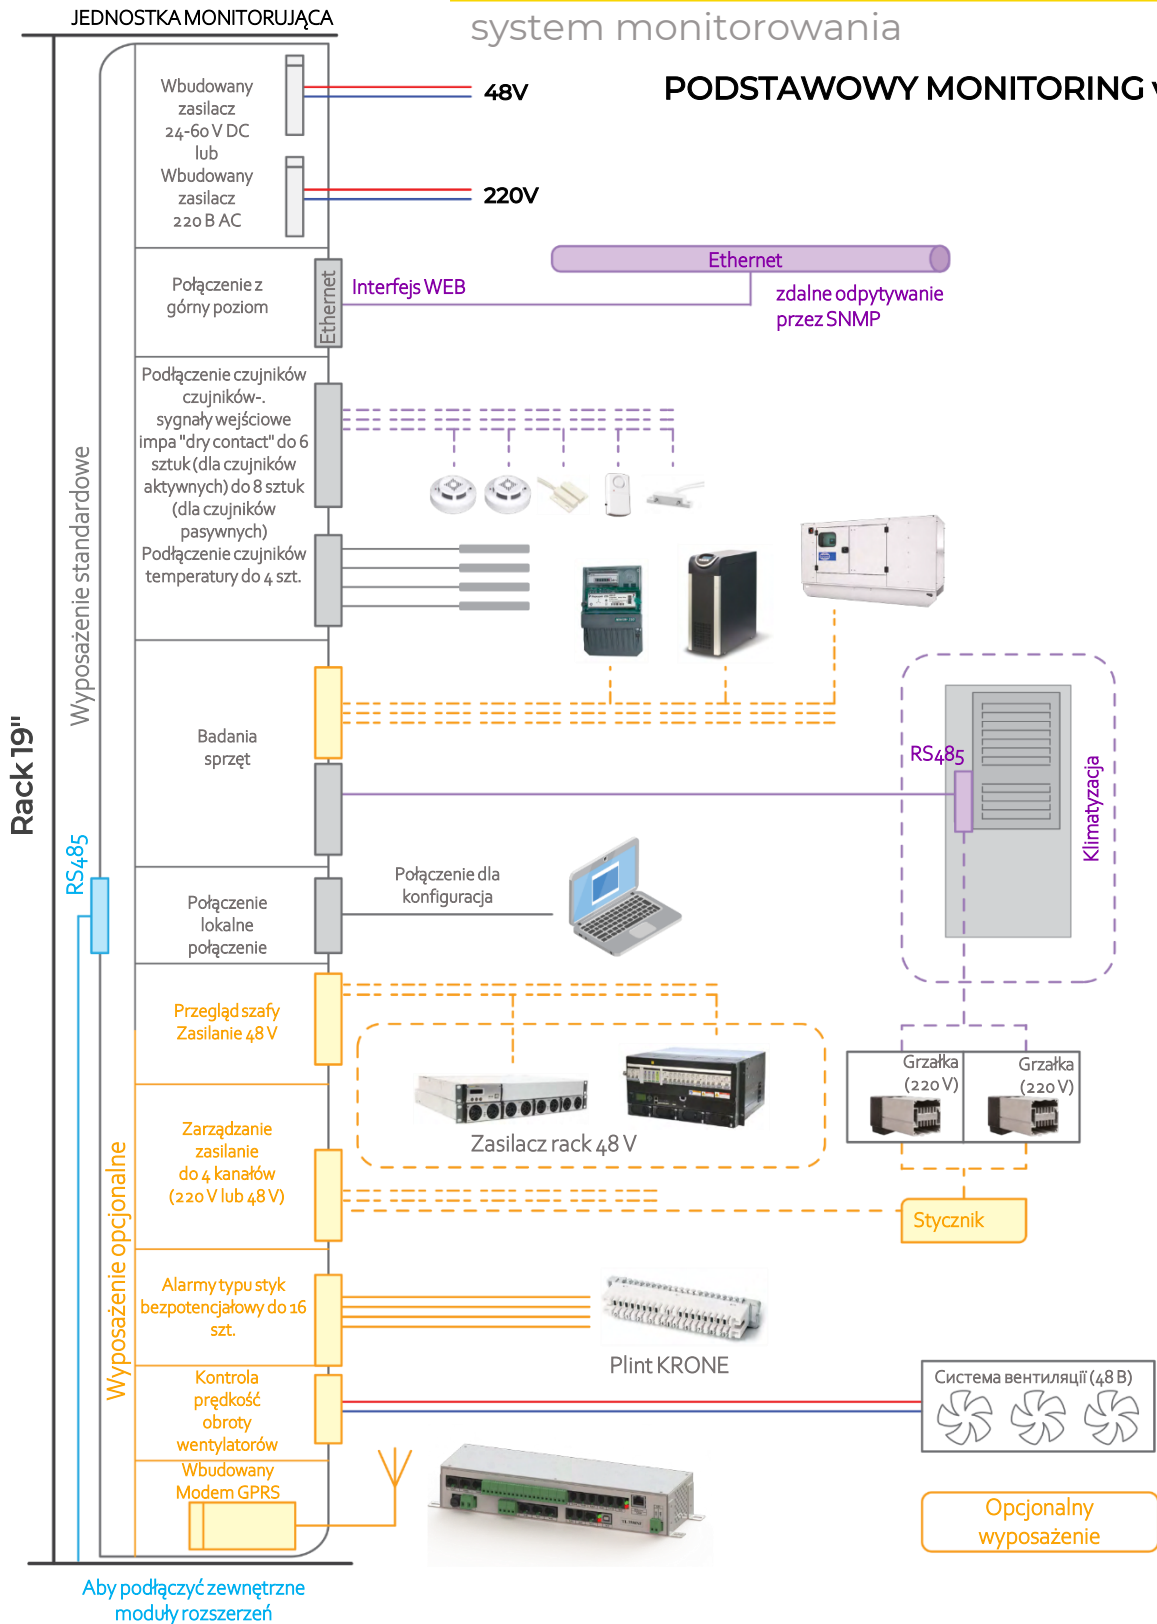 JEDNOSTKA MONITORUJĄCA
system monitorowania
PODSTAWOWY MONITORING
Wbudowany
zasilacz
24-60 V DC
lub
Wbudowany
zasilacz
220 B AC
48V
220V
Połączenie z
górny poziom
Ethernet
Interfejs WEB
Ethernet
zdalne odpytywanie
przez SNMP
Podłączenie czujników
czujników-.
sygnały wejściowe
impa "dry contact" do 6
sztuk (dla czujników
aktywnych) do 8 sztuk
(dla czujników
pasywnych)
Podłączenie czujników
temperatury do 4 szt.
Wyposażenie standardowe
Rack 19"
Badania
sprzęt
RS485
Klimatyzacja
RS485
Połączenie
lokalne
połączenie
Połączenie dla
konfiguracja
Przegląd szafy
Zasilanie 48 V
Zasilacz rack 48 V
Grzałka
(220 V)
Grzałka
(220 V)
Zarządzanie
zasilanie
do 4 kanałów
(220 V lub 48 V)
Stycznik
Wyposażenie opcjonalne
Alarmy typu styk
bezpotencjałowy do 16
szt.
Plint KRONE
Kontrola
prędkość
obroty
wentylatorów
Система вентиляції (48 В)
Wbudowany
Modem GPRS
Opcjonalny
wyposażenie
Aby podłączyć zewnętrzne
moduły rozszerzeń